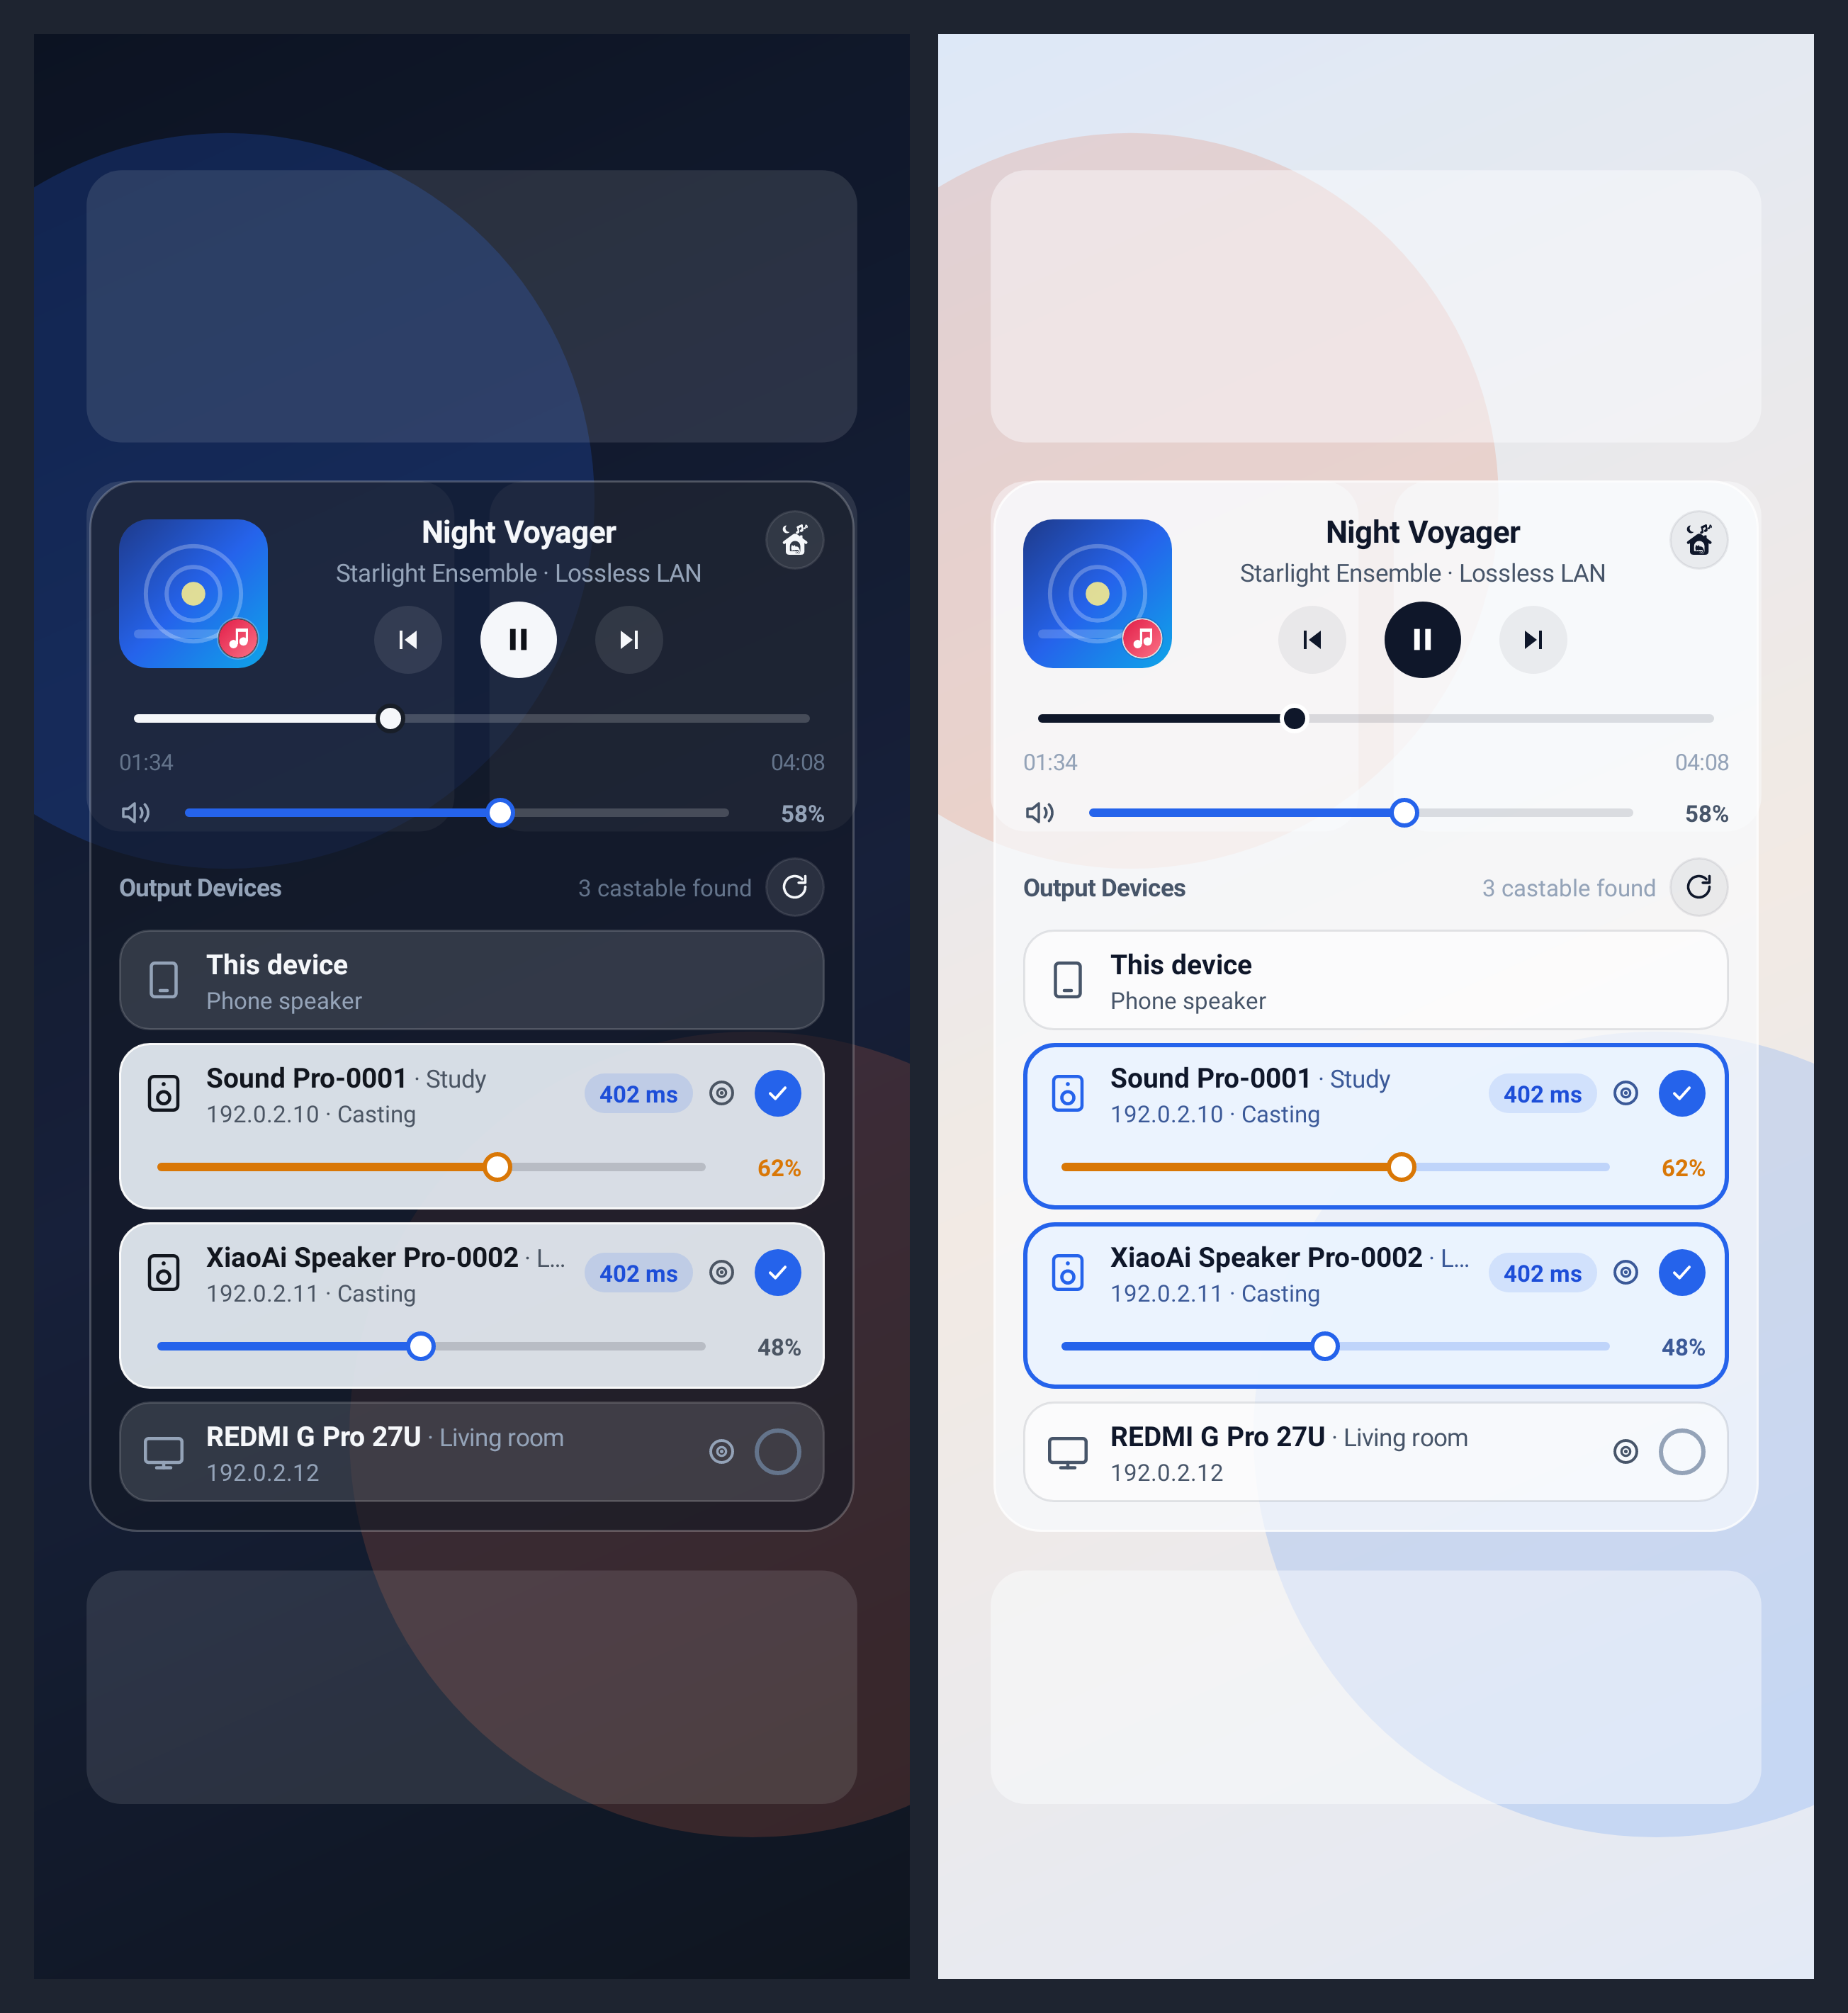 Night Voyager
Starlight Ensemble · Lossless LAN
01:34 04:08
58%
Output Devices 3 castable found
This device
Phone speaker
Sound Pro-0001 · Study
192.0.2.10 · Casting
402 ms
62%
XiaoAi Speaker Pro-0002 · L...
192.0.2.11 · Casting
402 ms
48%
REDMI G Pro 27U · Living room
192.0.2.12
Night Voyager
Starlight Ensemble · Lossless LAN
01:34 04:08
58%
Output Devices 3 castable found
This device
Phone speaker
Sound Pro-0001 · Study
192.0.2.10 · Casting
402 ms
62%
XiaoAi Speaker Pro-0002 · L...
192.0.2.11 · Casting
402 ms
48%
REDMI G Pro 27U · Living room
192.0.2.12